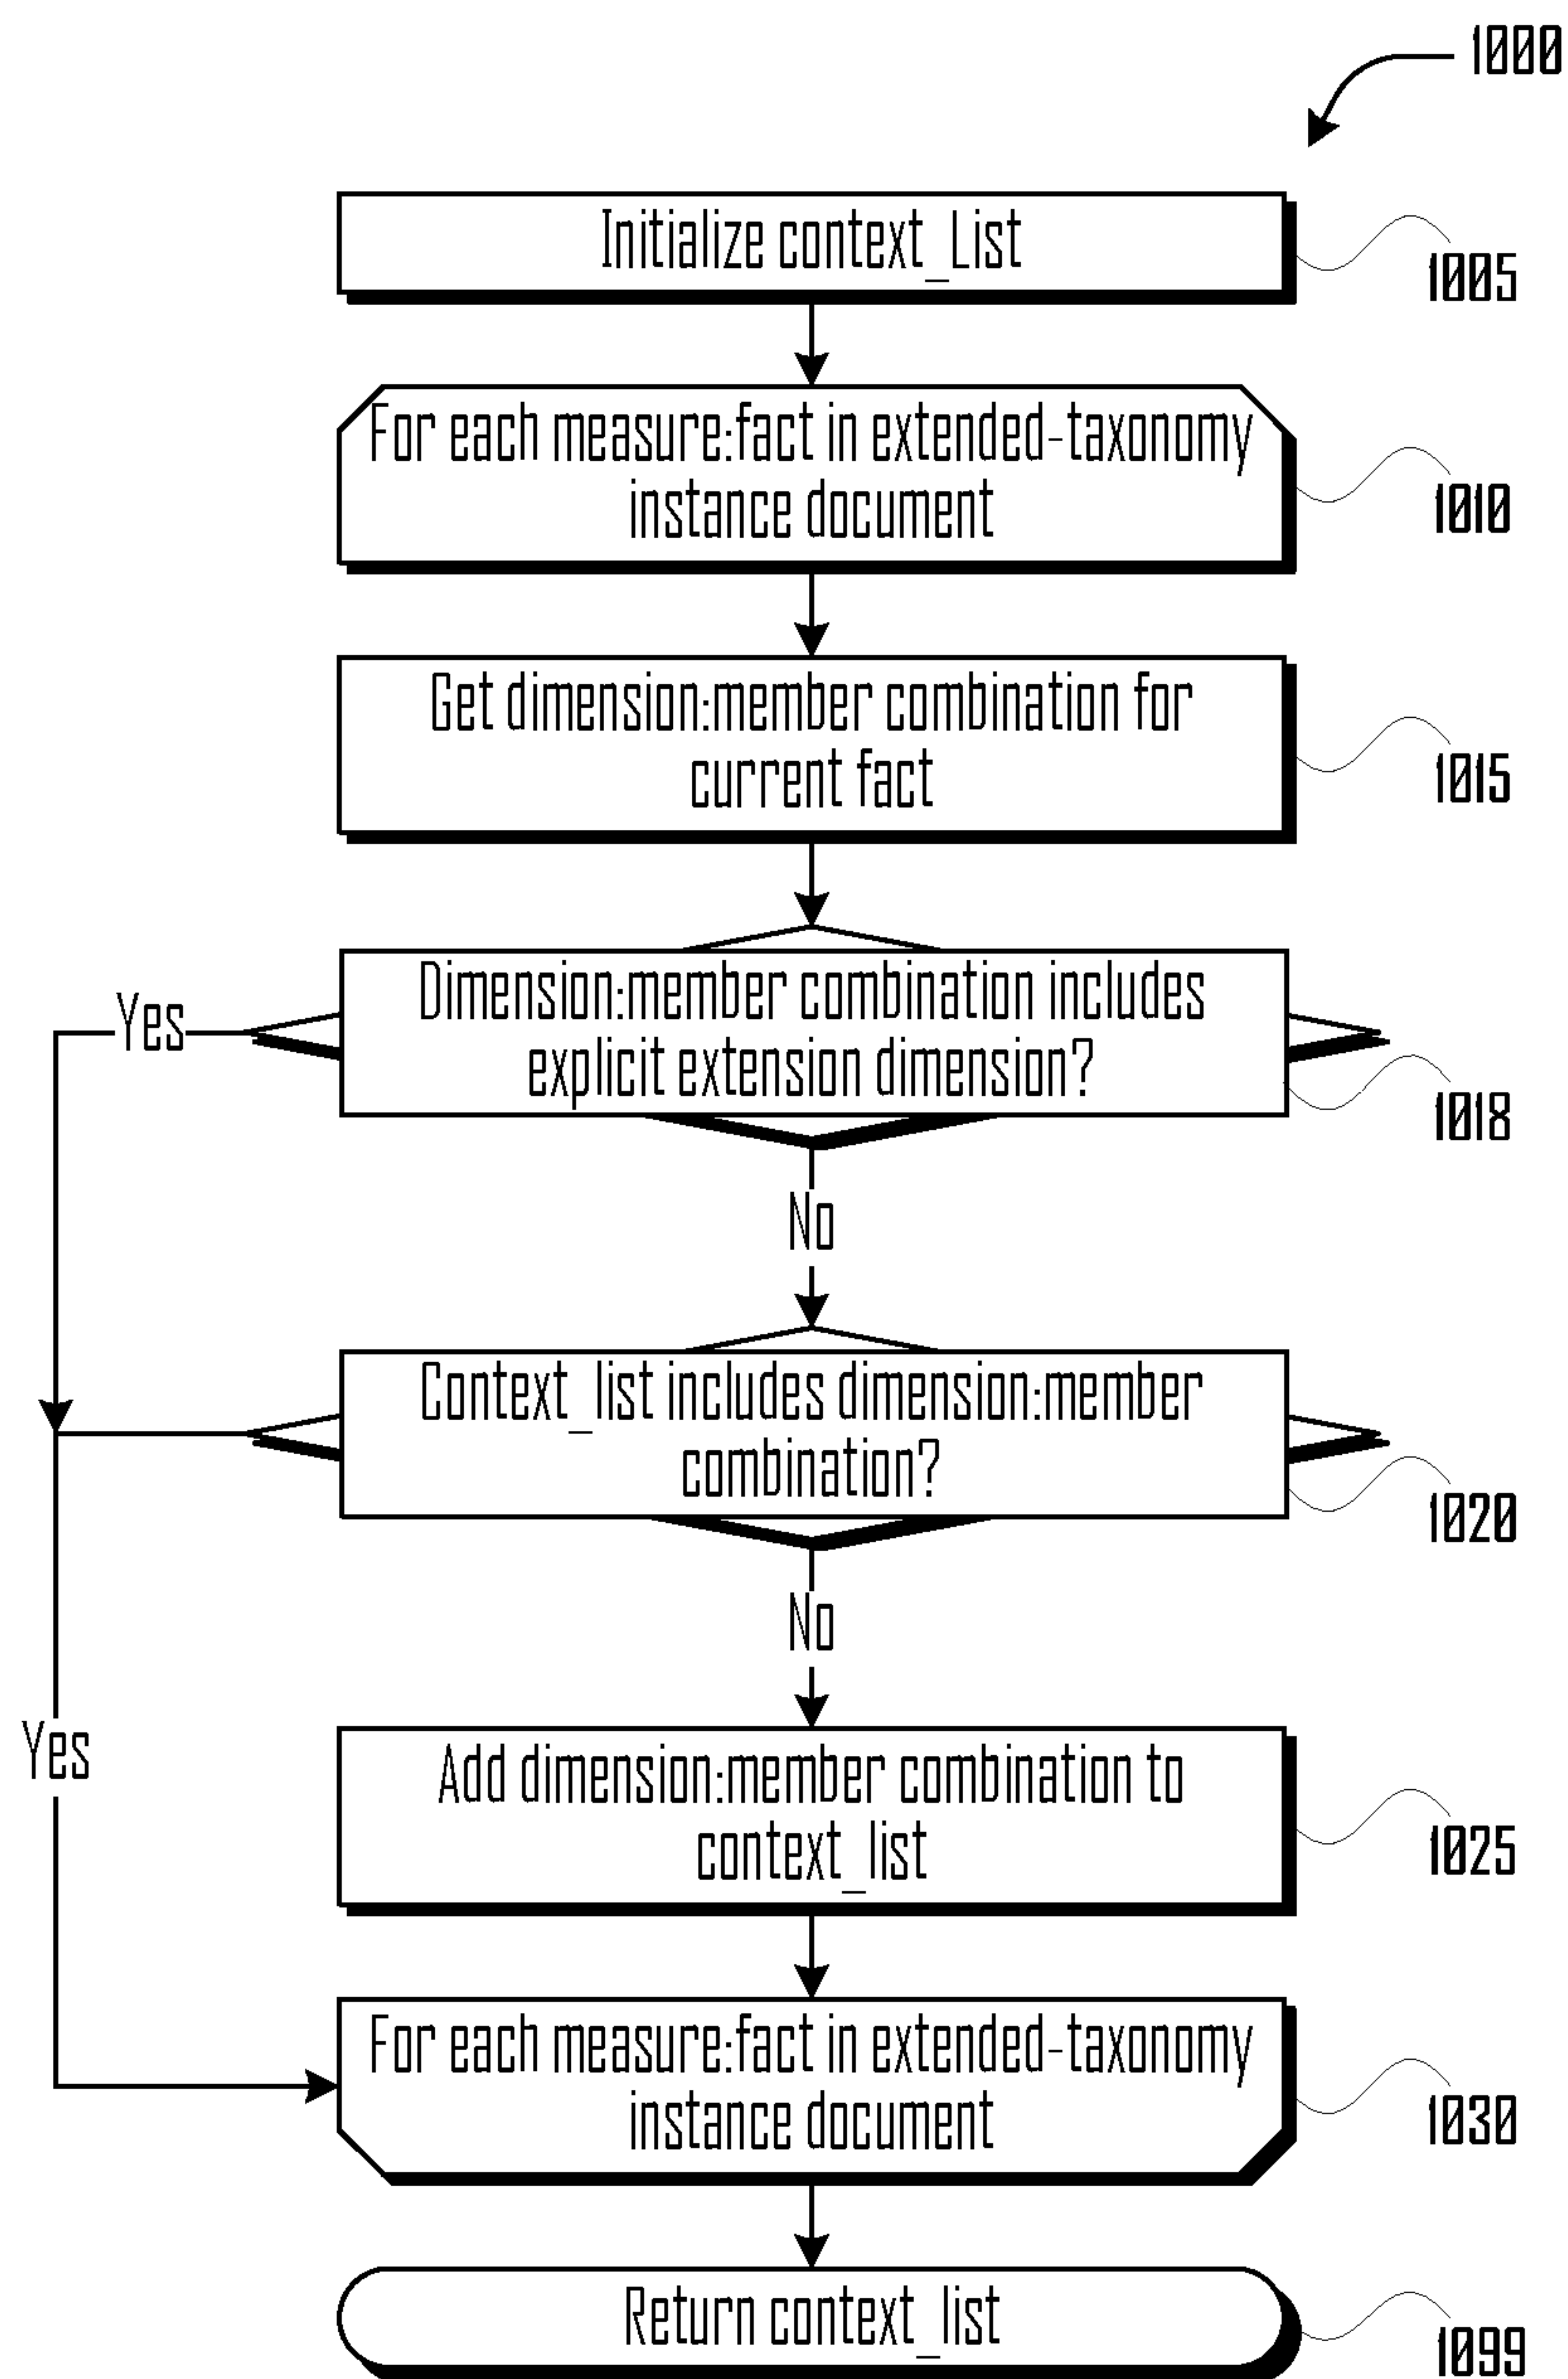 1000
Initialize context_List
1005
For each measure:fact in extended-taxonomy
instance document
1010
Get dimension:member combination for
current fact
1015
Dimension:member combination includes
explicit extension dimension?
Yes
1018
No
Context_list includes dimension:member
combination?
1020
No
Yes
Add dimension:member combination to
context_list
1025
For each measure:fact in extended-taxonomy
instance document
1030
Return context_list
1099